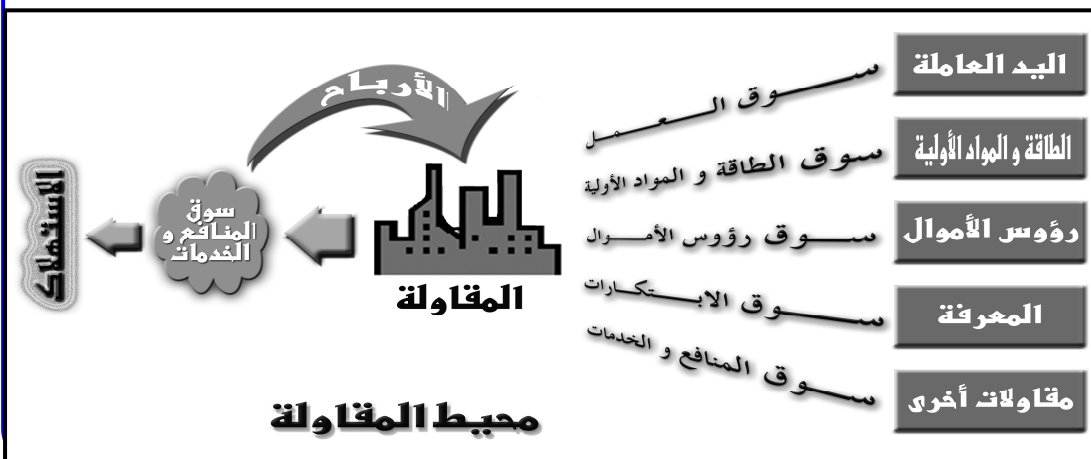 اليد العاملة
سوق العمل
الطاقة و المواد الأولية
سوق الطاقة و المواد الأولية
رؤوس الأموال
سوق رؤوس الأموال
المعرفة
سوق الابتكارات
مقاولات أخرى
سوق المنافع و الخدمات
الأرباح
المقاولة
سوق
المنافع و
الخدمات
الاستهلاك
محيط المقاولة